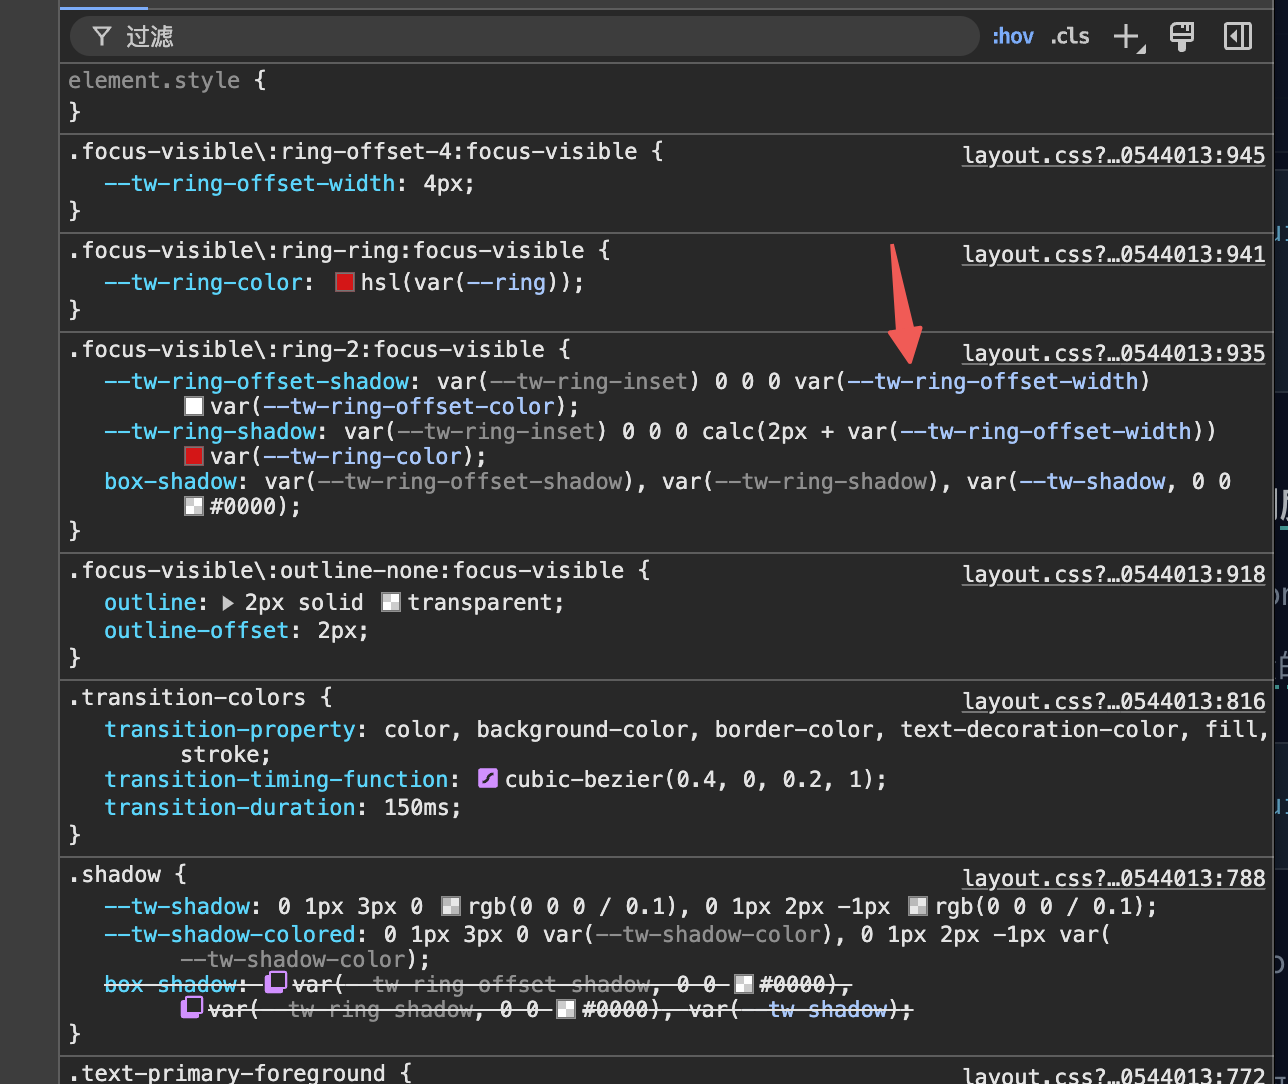 过滤 :hov .cls
element.style {
}
.focus-visible\:ring-offset-4:focus-visible { layout.css?…0544013:945
--tw-ring-offset-width: 4px;
}
.focus-visible\:ring-ring:focus-visible { layout.css?…0544013:941
--tw-ring-color: hsl(var(--ring));
}
.focus-visible\:ring-2:focus-visible { layout.css?…0544013:935
--tw-ring-offset-shadow: var(--tw-ring-inset) 0 0 0 var(--tw-ring-offset-width)
var(--tw-ring-offset-color);
--tw-ring-shadow: var(--tw-ring-inset) 0 0 0 calc(2px + var(--tw-ring-offset-width))
var(--tw-ring-color);
box-shadow: var(--tw-ring-offset-shadow), var(--tw-ring-shadow), var(--tw-shadow, 0 0
#0000);
}
.focus-visible\:outline-none:focus-visible { layout.css?…0544013:918
outline: 2px solid transparent;
outline-offset: 2px;
}
.transition-colors { layout.css?…0544013:816
transition-property: color, background-color, border-color, text-decoration-color, fill,
stroke;
transition-timing-function: cubic-bezier(0.4, 0, 0.2, 1);
transition-duration: 150ms;
}
.shadow { layout.css?…0544013:788
--tw-shadow: 0 1px 3px 0 rgb(0 0 0 / 0.1), 0 1px 2px -1px rgb(0 0 0 / 0.1);
--tw-shadow-colored: 0 1px 3px 0 var(--tw-shadow-color), 0 1px 2px -1px var(
--tw-shadow-color);
box-shadow: var(--tw-ring-offset-shadow, 0 0 #0000),
var(--tw-ring-shadow, 0 0 #0000), var(--tw-shadow);
}
.text-primary-foreground { layout.css?…0544013:772